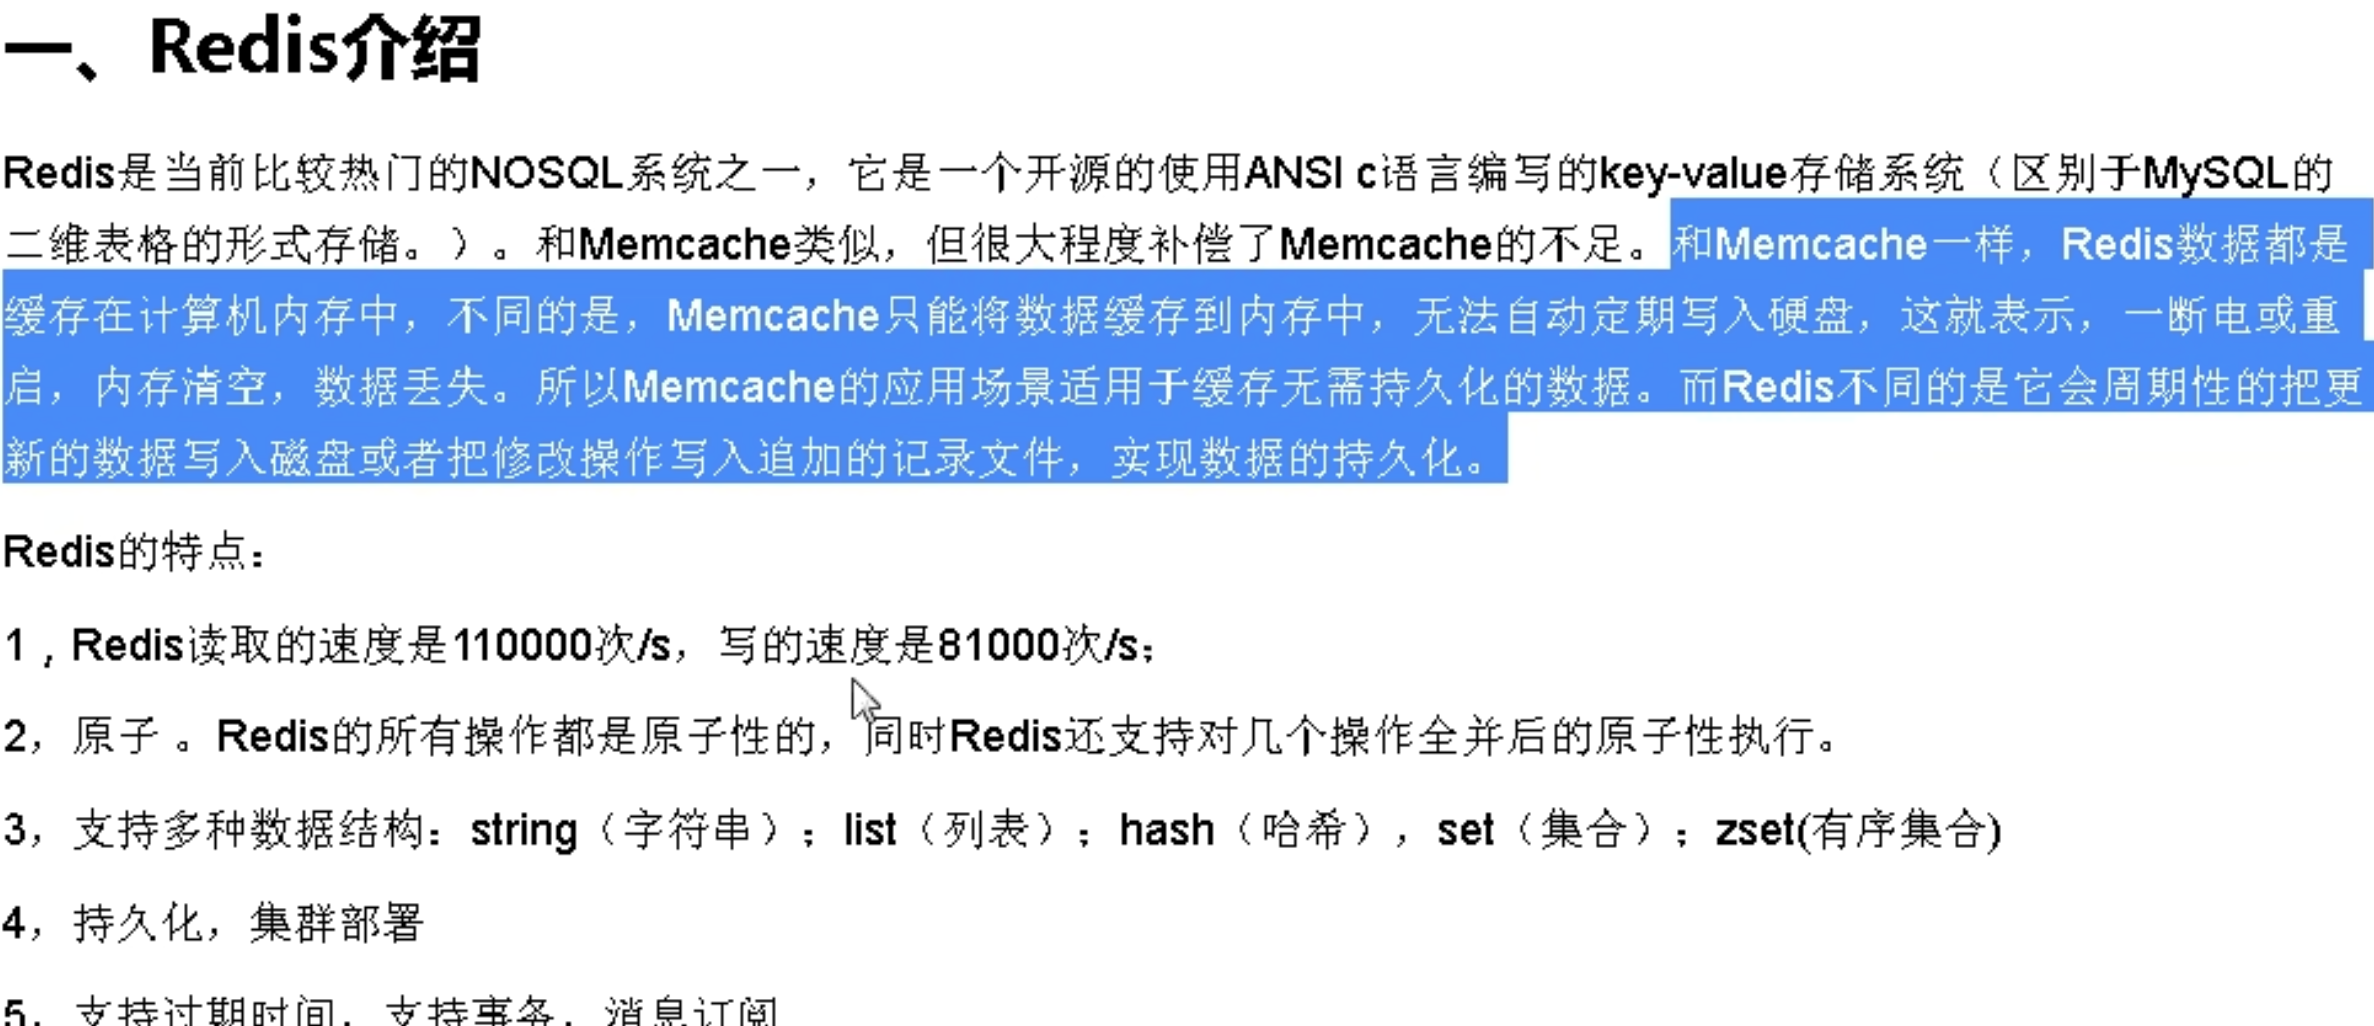 一、Redis介绍
Redis是当前比较热门的NOSQL系统之一，它是一个开源的使用ANSI c语言编写的key-value存储系统（区别于MySQL的
二维表格的形式存储。）。和Memcache类似，但很大程度补偿了Memcache的不足。和Memcache一样，Redis数据都是
缓存在计算机内存中，不同的是，Memcache只能将数据缓存到内存中，无法自动定期写入硬盘，这就表示，一断电或重
启，内存清空，数据丢失。所以Memcache的应用场景适用于缓存无需持久化的数据。而Redis不同的是它会周期性的把更
新的数据写入磁盘或者把修改操作写入追加的记录文件，实现数据的持久化。
Redis的特点：
1，Redis读取的速度是110000次/s，写的速度是81000次/s；
2，原子 。Redis的所有操作都是原子性的，同时Redis还支持对几个操作全并后的原子性执行。
3，支持多种数据结构：string（字符串）；list（列表）；hash（哈希），set（集合）；zset(有序集合)
4，持久化，集群部署
5，支持过期时间，支持事务，消息订阅